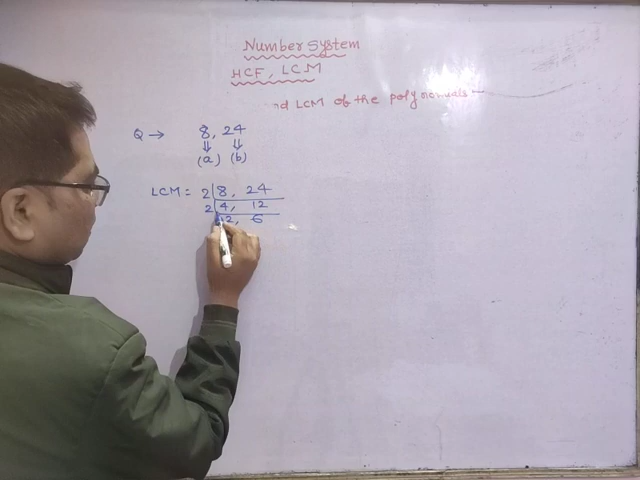 Number System
HCF, LCM
nd LCM of the polynomials -
Q → 8, 24
⇓ ⇓
(a) (b)
LCM = 2 8, 24
2 4, 12
2, 6